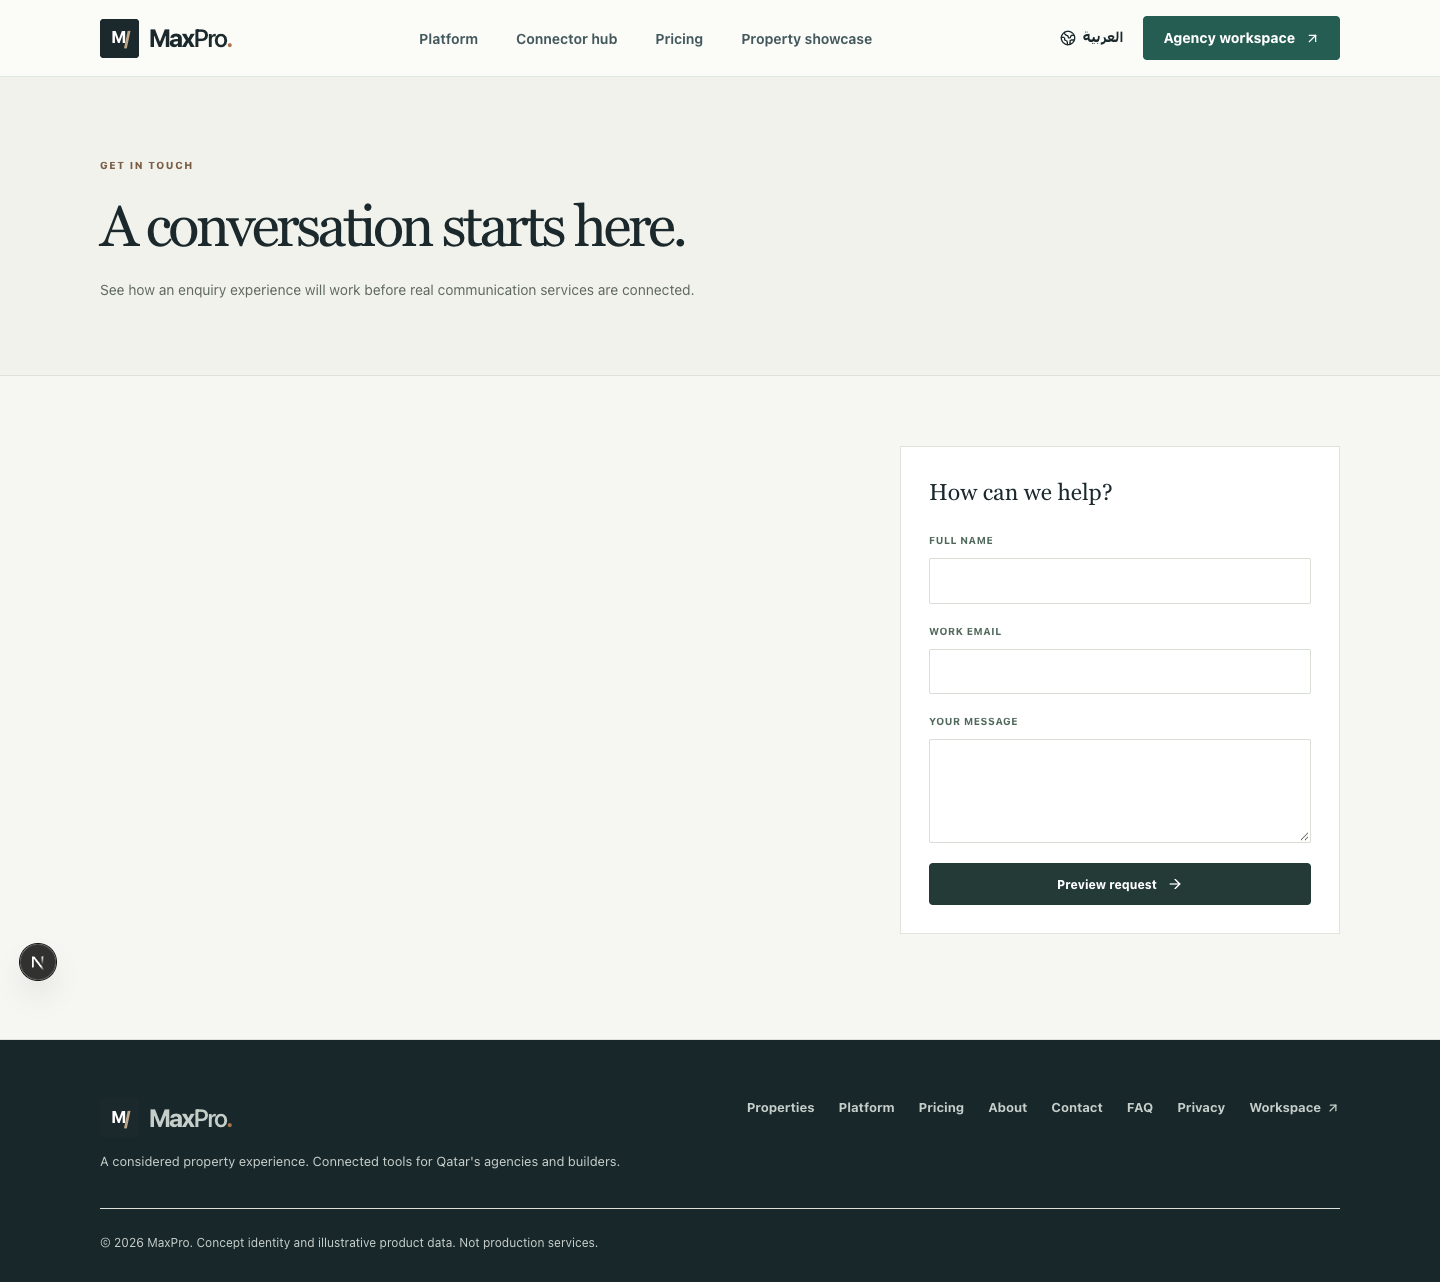 M/ MaxPro.
Platform
Connector hub
Pricing
Property showcase
العربية
Agency workspace
GET IN TOUCH
A conversation starts here.
See how an enquiry experience will work before real communication services are connected.
How can we help?
FULL NAME
WORK EMAIL
YOUR MESSAGE
Preview request
N
M/ MaxPro.
Properties
Platform
Pricing
About
Contact
FAQ
Privacy
Workspace
A considered property experience. Connected tools for Qatar's agencies and builders.
© 2026 MaxPro. Concept identity and illustrative product data. Not production services.